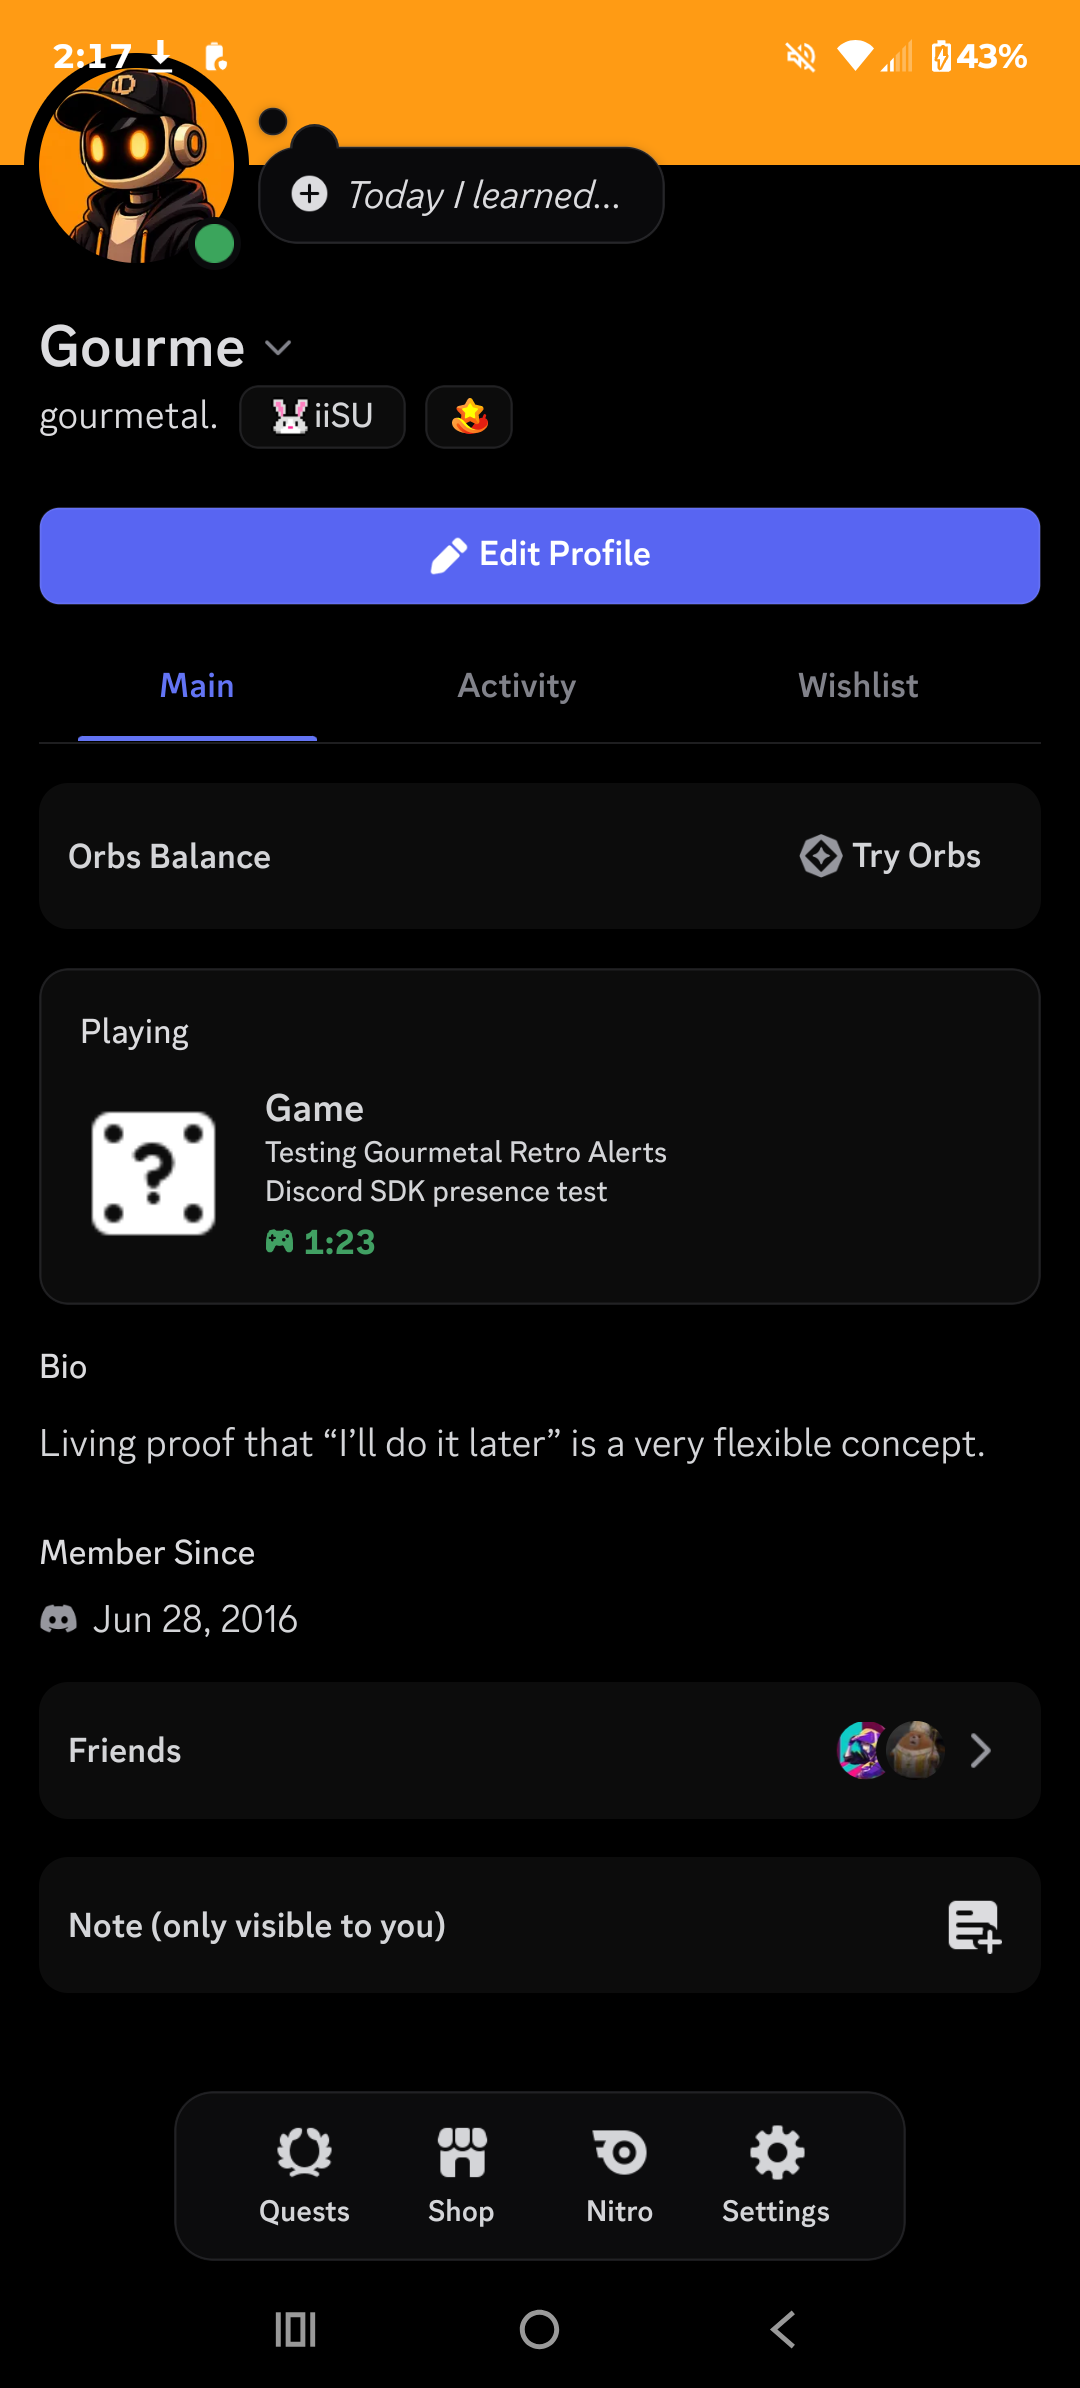 2:17
43%
Today I learned...
Gourme
gourmetal.
iiSU
Edit Profile
Main
Activity
Wishlist
Orbs Balance
Try Orbs
Playing
Game
Testing Gourmetal Retro Alerts
Discord SDK presence test
1:23
Bio
Living proof that “I’ll do it later” is a very flexible concept.
Member Since
Jun 28, 2016
Friends
Note (only visible to you)
Quests
Shop
Nitro
Settings